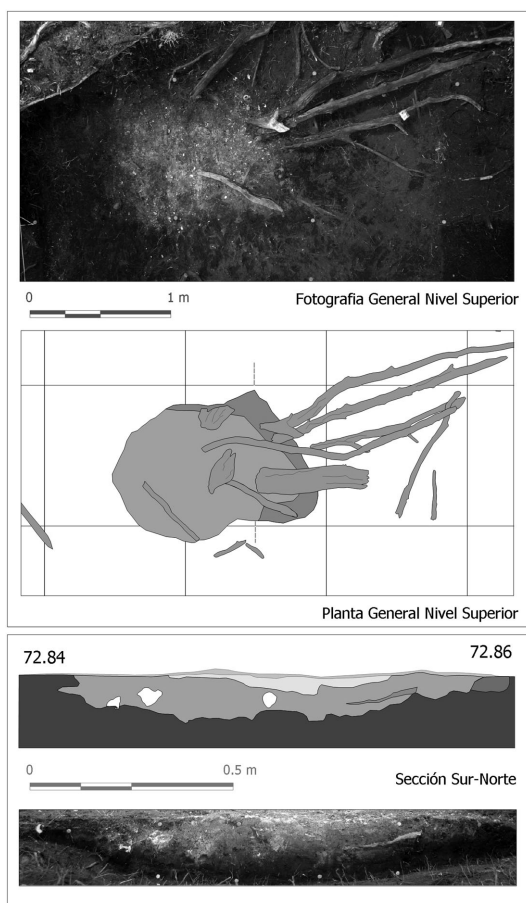 0 1 m
Fotografia General Nivel Superior
Planta General Nivel Superior
72.84 72.86
0 0.5 m
Sección Sur-Norte